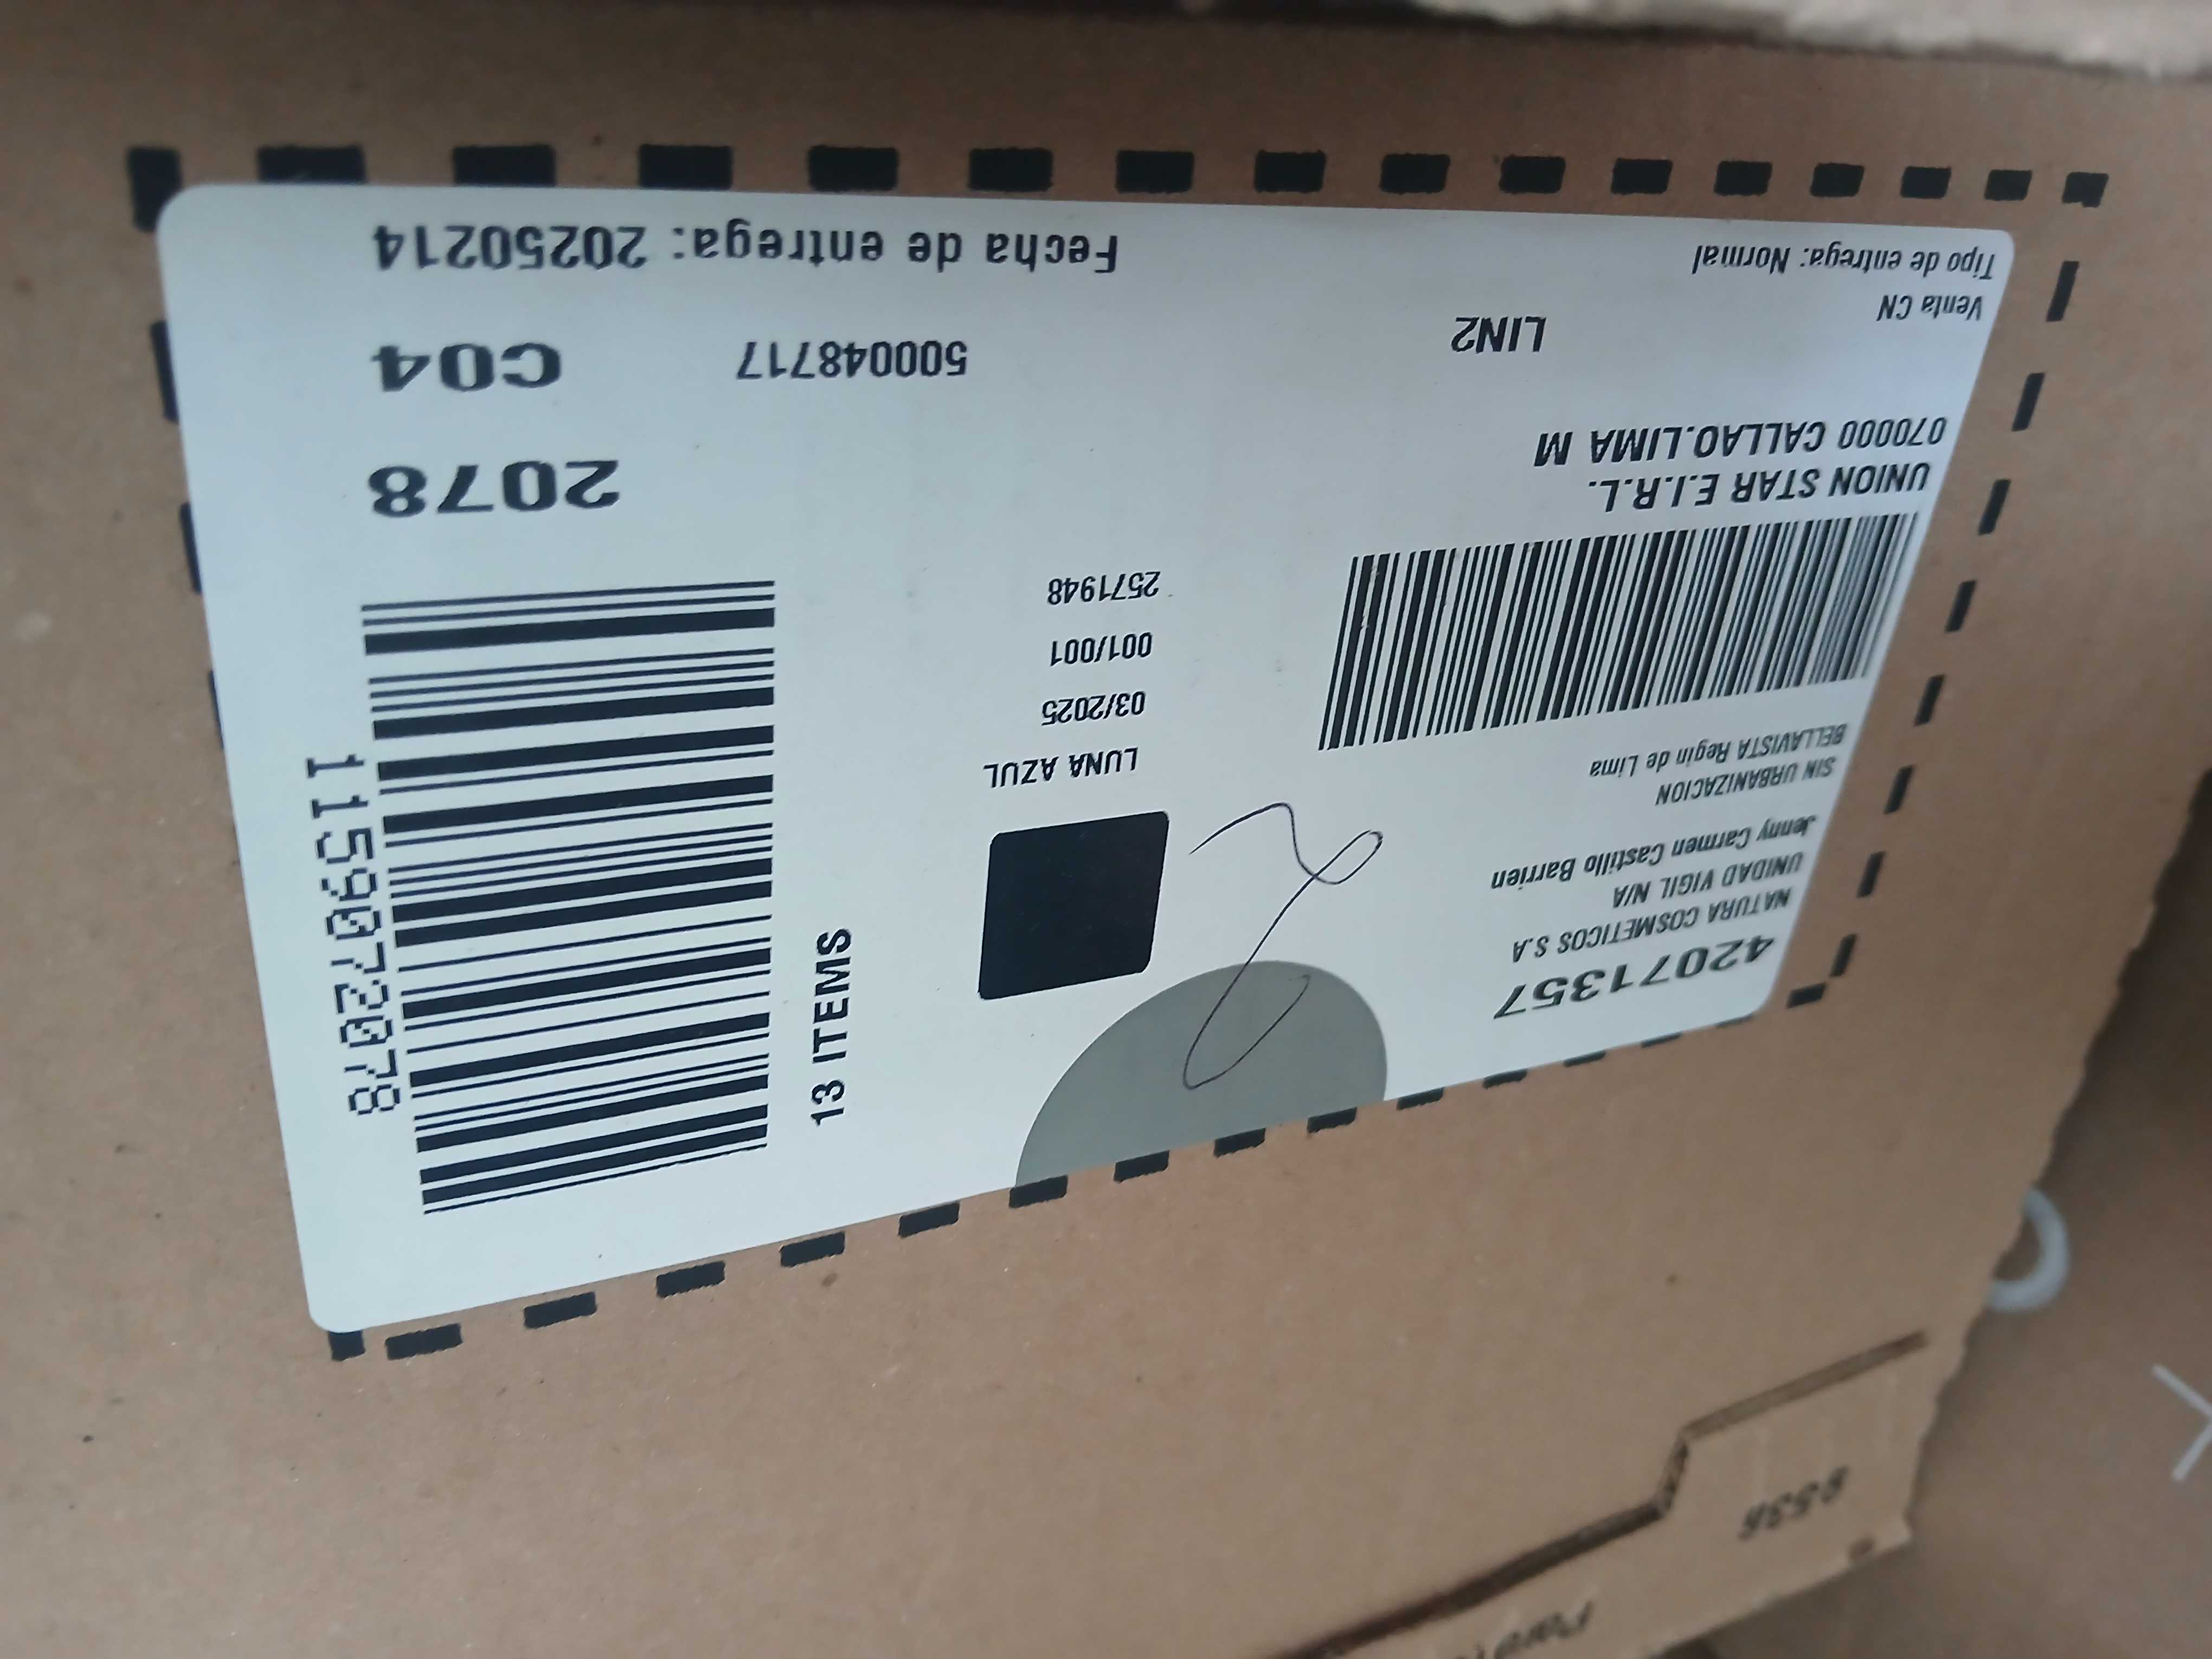 42071357
NATURA COSMETICOS S.A
UNIDAD VIGIL N/A
Jenny Carmen Castillo Barrien
SIN URBANIZACION
BELLAVISTA Regin de Lima
UNION STAR E.I.R.L.
070000 CALLAO.LIMA M
LIN2
Venta CN
Tipo de entrega: Normal
LUNA AZUL
03/2025
001/001
2571948
13 ITEMS
1159072078
2078
500048717
C04
Fecha de entrega: 20250214